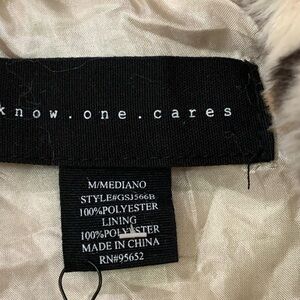 know.one.cares
M/MEDIANO
STYLE#GSJ566B
100%POLYESTER
LINING
100%POLYESTER
MADE IN CHINA
RN#95652